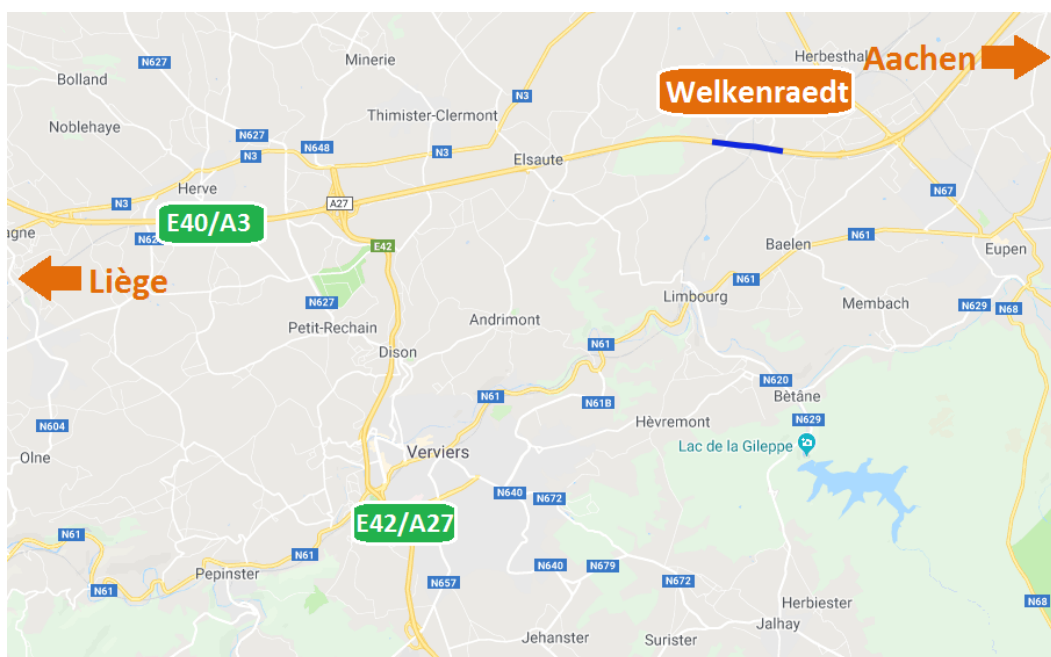 Herbesthal
Aachen
N627
Minerie
Bolland
Welkenraedt
N3
Thimister-Clermont
Noblehaye
N627
N648
N3
N3
Elsaute
Herve
N67
N3
A27
E40/A3
agne
N62
E42
N61
Baelen
Eupen
Liège
N61
Limbourg
Membach
N629
N68
N627
Petit-Rechain
Andrimont
N61
Dison
N620
Bètâne
N61
N61B
Hèvremont
N629
N604
Lac de la Gileppe
Verviers
Olne
N640
N672
E42/A27
N61
N61
Pepinster
N640
N679
N657
N672
N61
Herbiester
N68
Jalhay
Jehanster
Surister